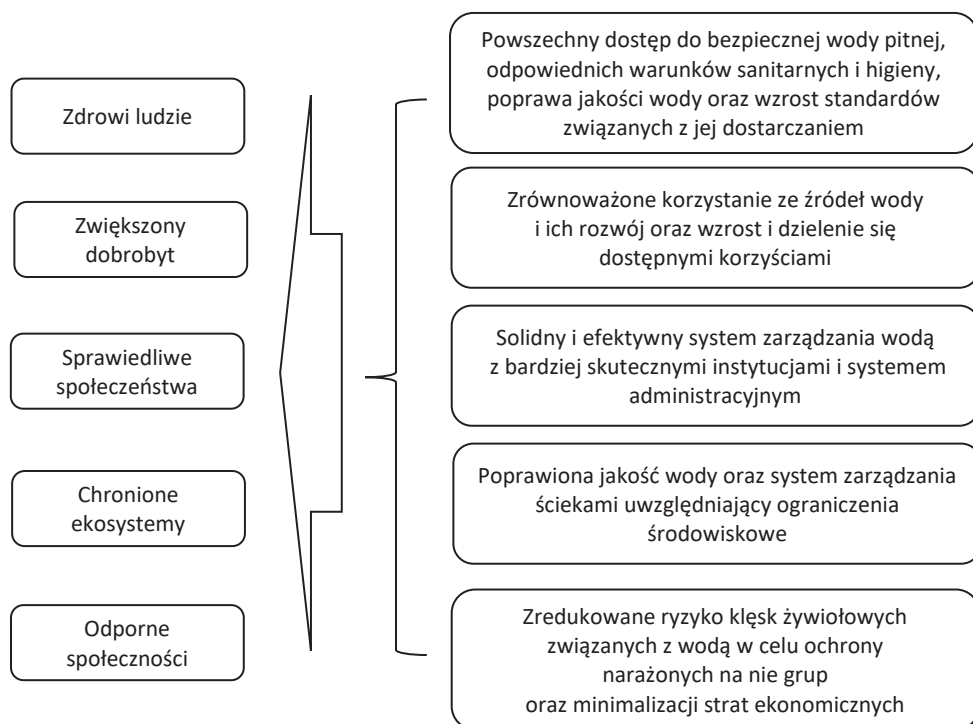 Zdrowi ludzie
Zwiększony
dobrobyt
Sprawiedliwe
społeczeństwa
Chronione
ekosystemy
Odporne
społeczności
Powszechny dostęp do bezpiecznej wody pitnej,
odpowiednich warunków sanitarnych i higieny,
poprawa jakości wody oraz wzrost standardów
związanych z jej dostarczaniem
Zrównoważone korzystanie ze źródeł wody
i ich rozwój oraz wzrost i dzielenie się
dostępnymi korzyściami
Solidny i efektywny system zarządzania wodą
z bardziej skutecznymi instytucjami i systemem
administracyjnym
Poprawiona jakość wody oraz system zarządzania
ściekami uwzględniający ograniczenia
środowiskowe
Zredukowane ryzyko klęsk żywiołowych
związanych z wodą w celu ochrony
narażonych na nie grup
oraz minimalizacji strat ekonomicznych